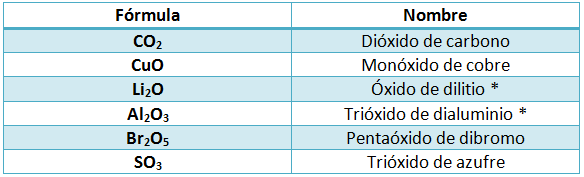 Fórmula Nombre
CO₂ Dióxido de carbono
CuO Monóxido de cobre
Li₂O Óxido de dilitio *
Al₂O₃ Trióxido de dialuminio *
Br₂O₅ Pentaóxido de dibromo
SO₃ Trióxido de azufre